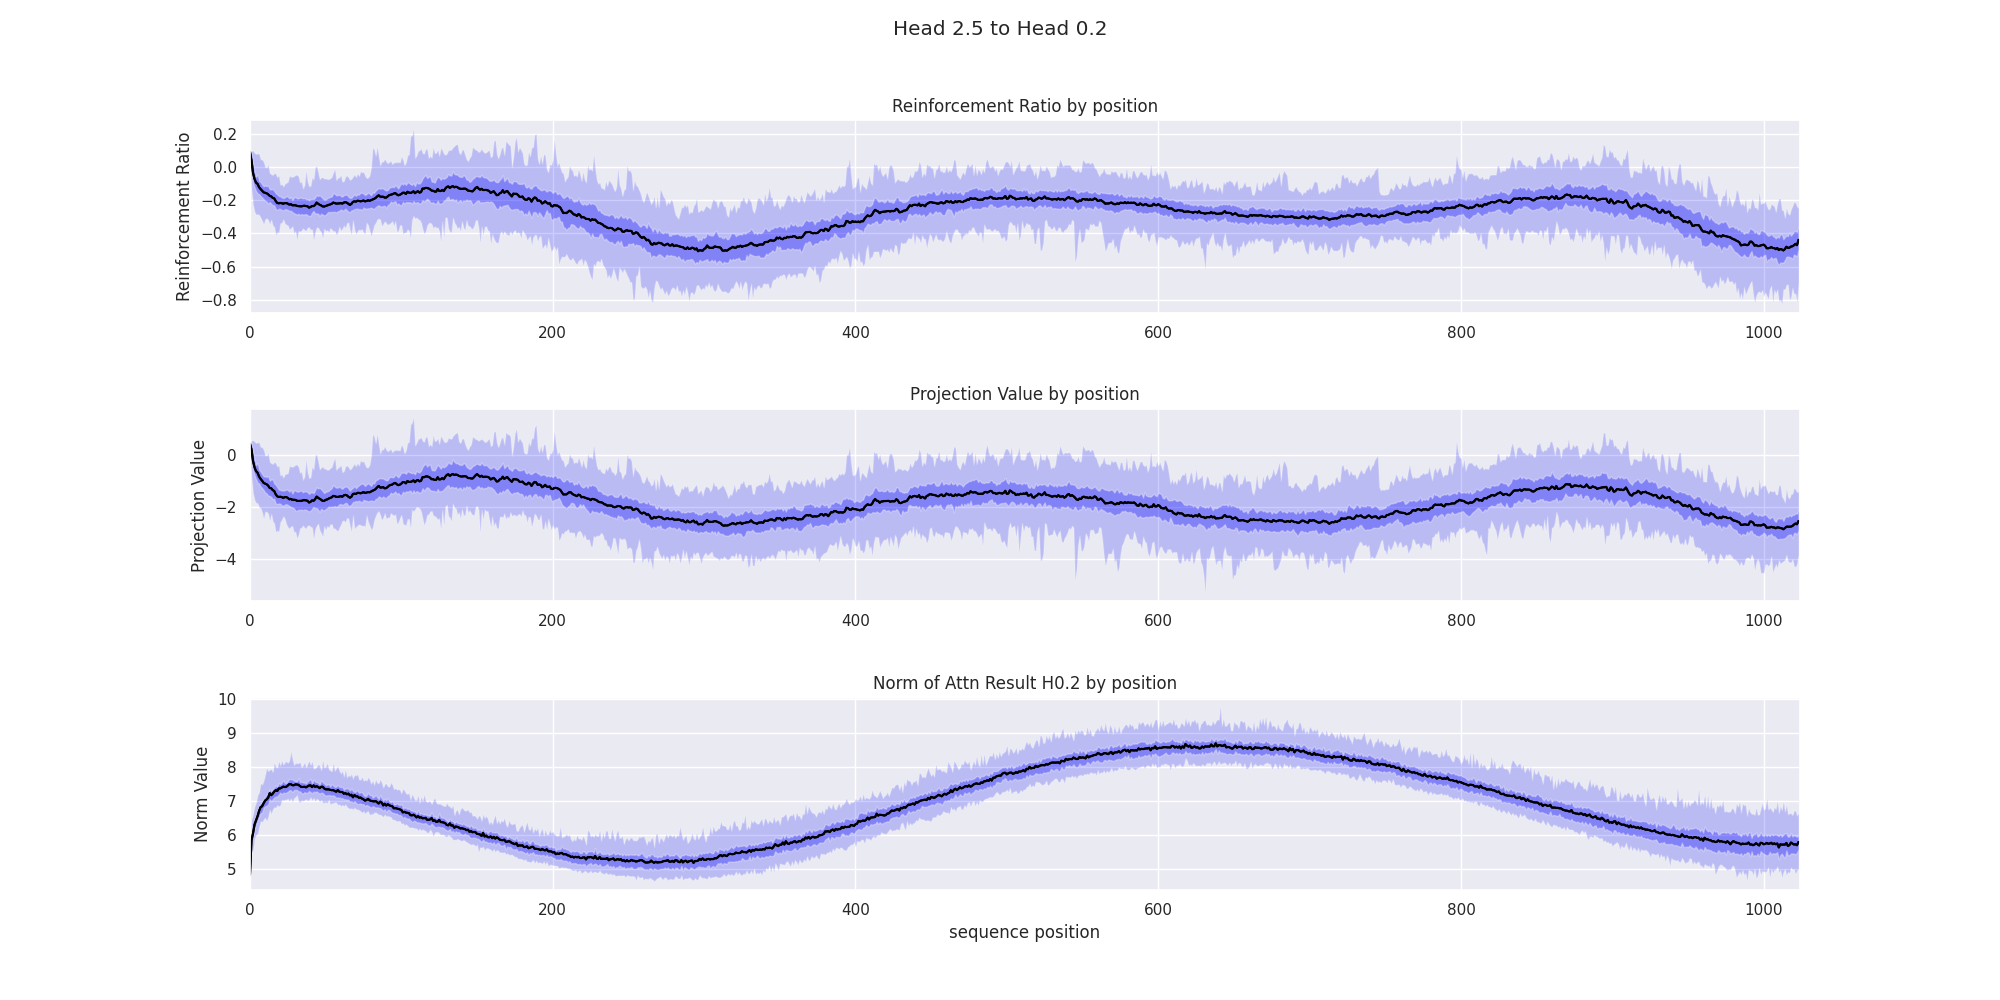 Head 2.5 to Head 0.2
Reinforcement Ratio by position
Reinforcement Ratio
0.2
0.0
−0.2
−0.4
−0.6
−0.8
0 200 400 600 800 1000
Projection Value by position
Projection Value
0
−2
−4
0 200 400 600 800 1000
Norm of Attn Result H0.2 by position
Norm Value
10
9
8
7
6
5
0 200 400 600 800 1000
sequence position